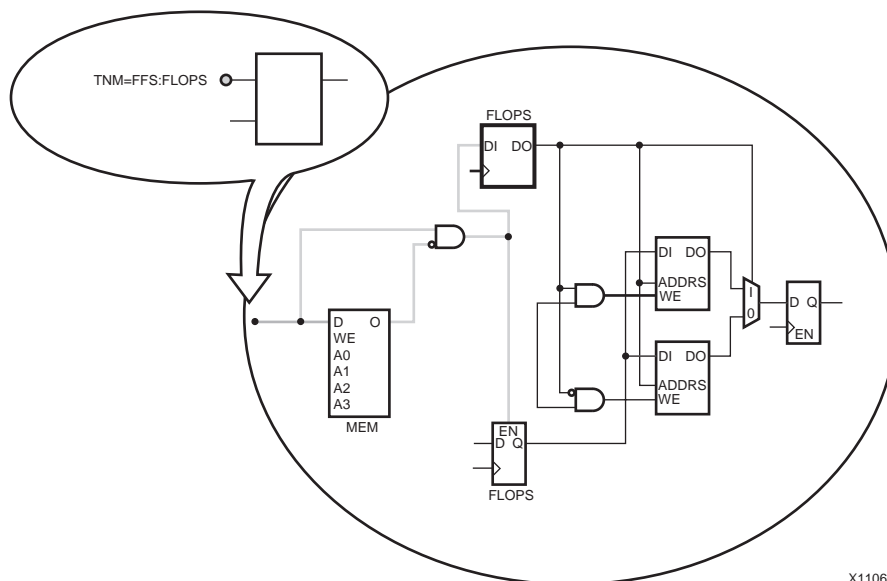 TNM=FFS:FLOPS
FLOPS
DI DO
DI DO
ADDRS
WE
I
0
D Q
EN
D O
WE
A0
A1
A2
A3
MEM
DI DO
ADDRS
WE
EN
D Q
FLOPS
X1106